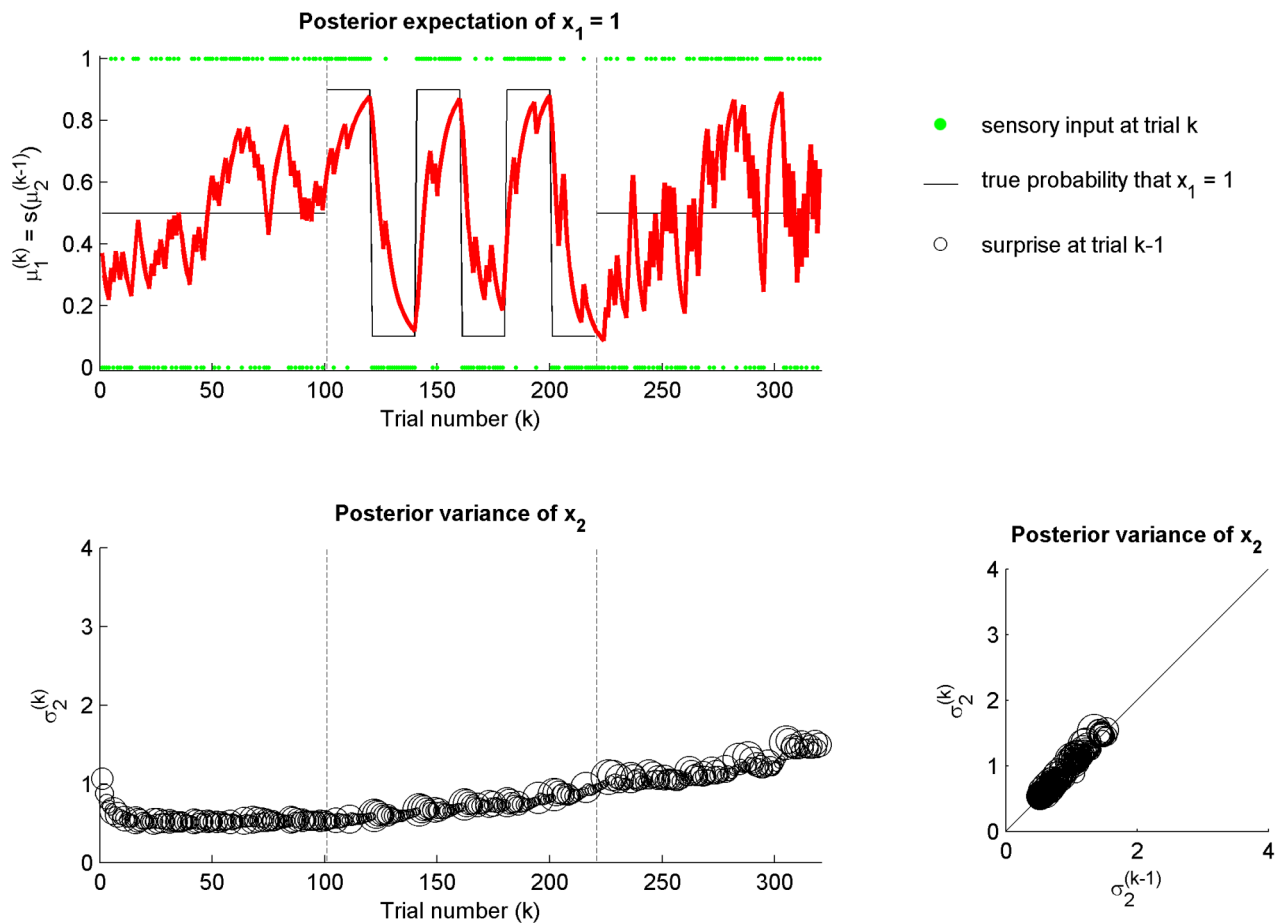 Posterior expectation of x₁ = 1
μ₁⁽ᵏ⁾ = s(μ₂⁽ᵏ⁻¹⁾)
1
0.8
0.6
0.4
0.2
0
0 50 100 150 200 250 300
Trial number (k)
sensory input at trial k
true probability that x₁ = 1
surprise at trial k-1
Posterior variance of x₂
σ₂⁽ᵏ⁾
4
3
2
1
0
0 50 100 150 200 250 300
Trial number (k)
Posterior variance of x₂
σ₂⁽ᵏ⁾
4
3
2
1
0
0 2 4
σ₂⁽ᵏ⁻¹⁾